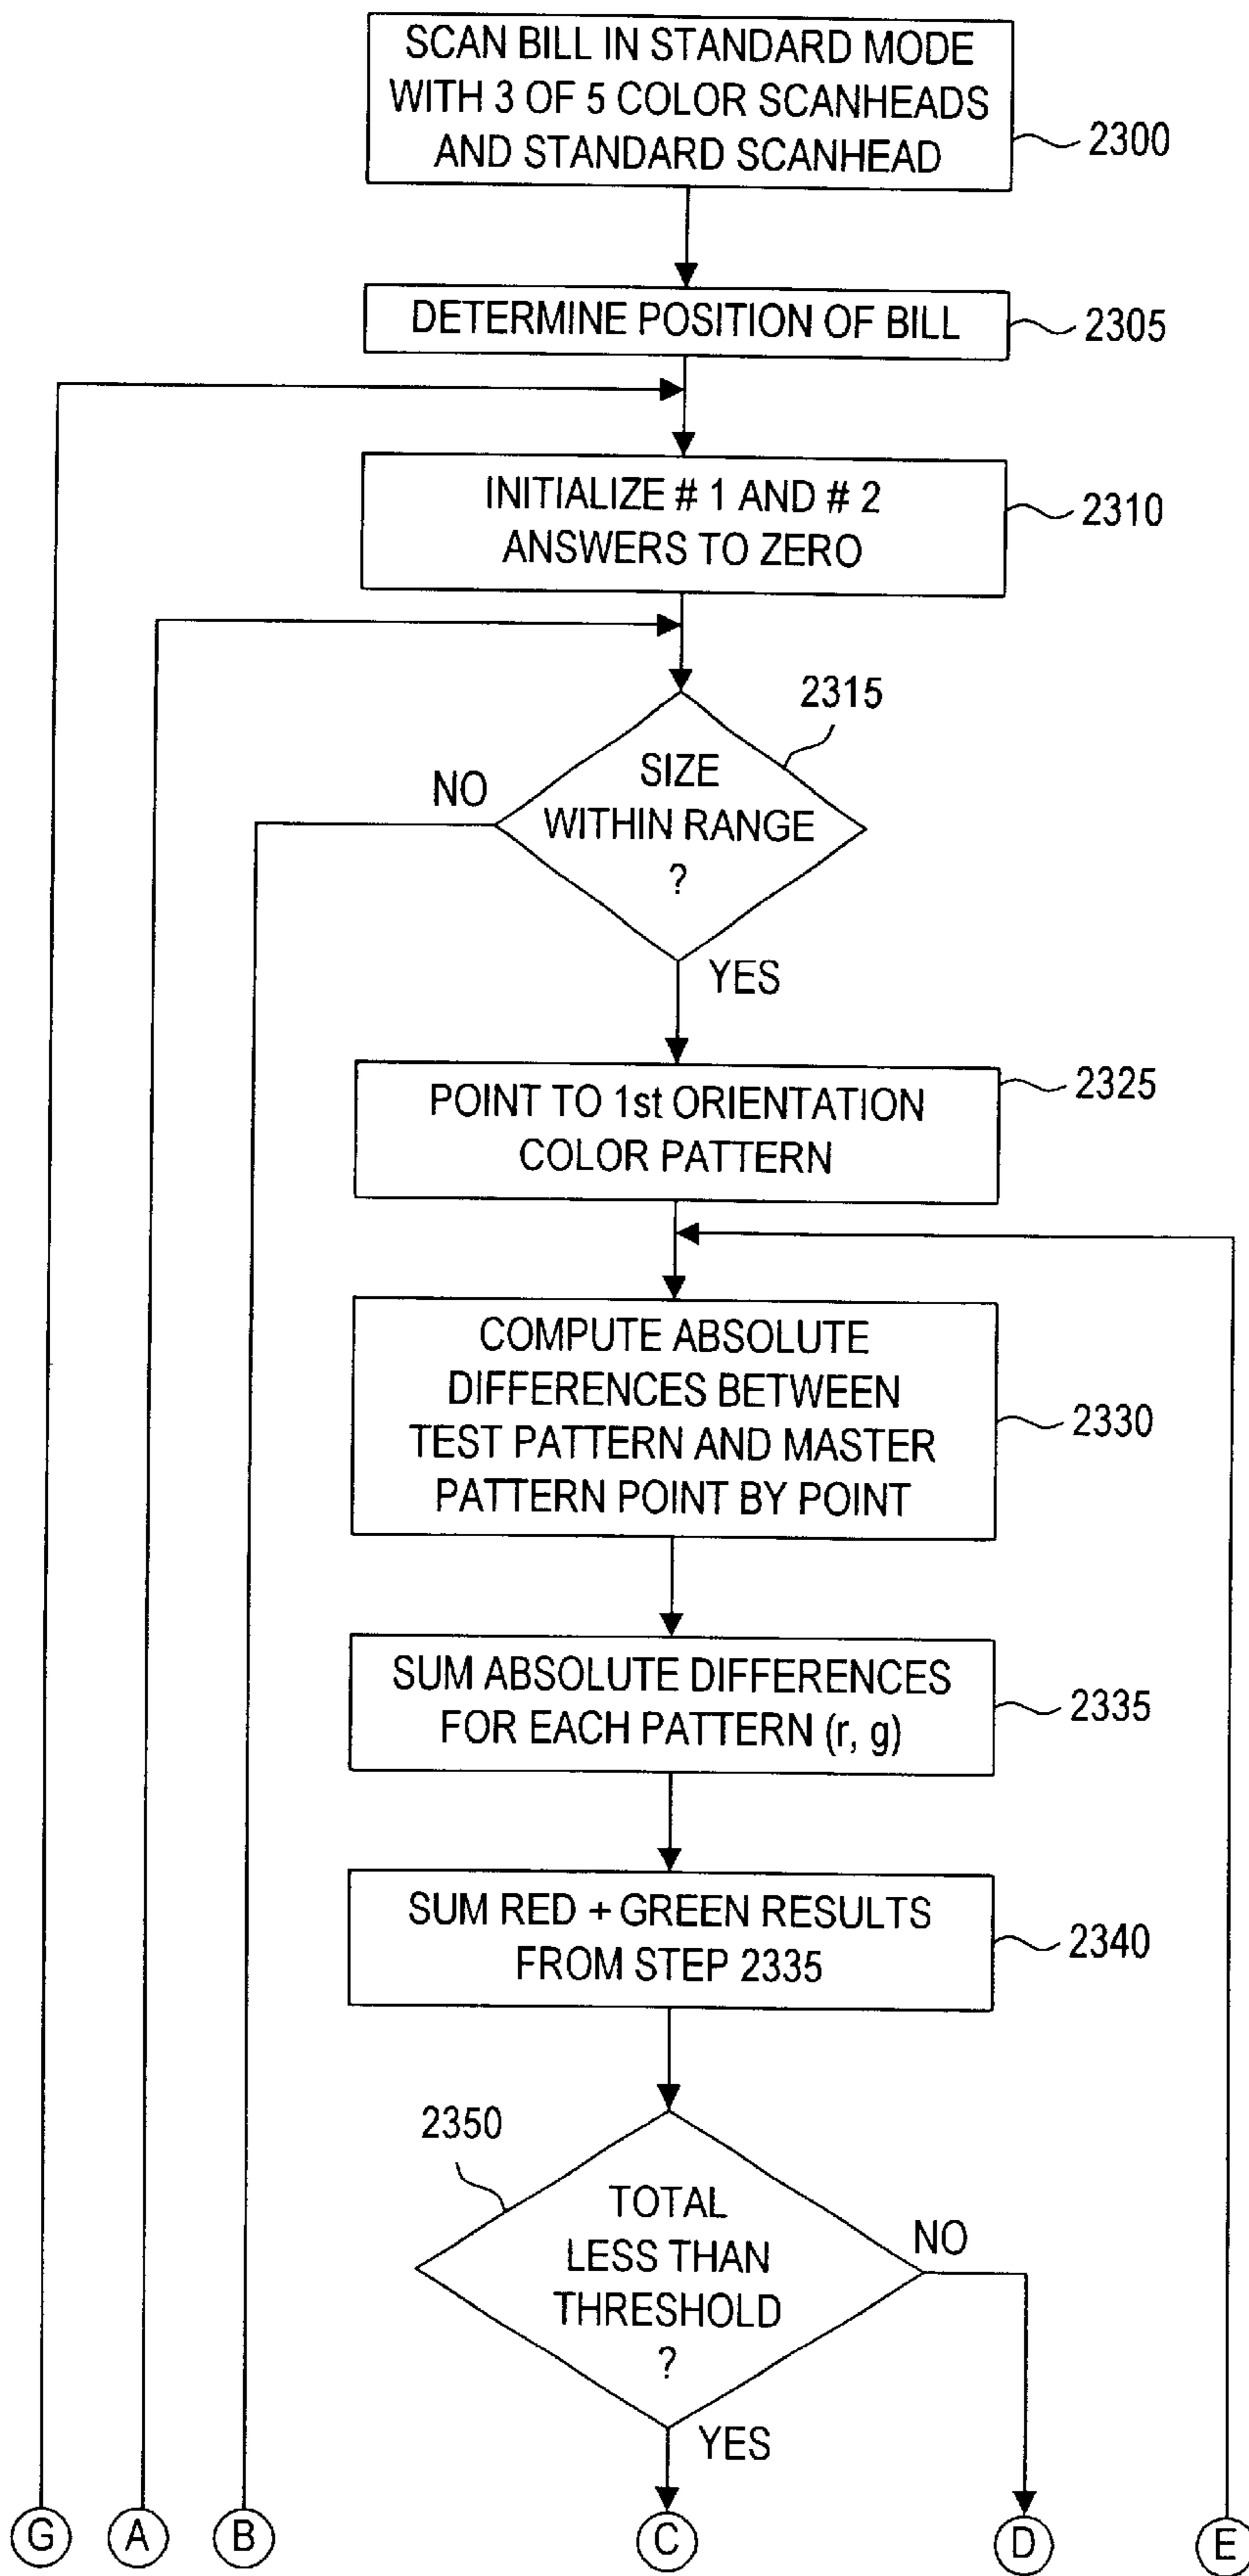 SCAN BILL IN STANDARD MODE
WITH 3 OF 5 COLOR SCANHEADS
AND STANDARD SCANHEAD
2300
DETERMINE POSITION OF BILL
2305
INITIALIZE # 1 AND # 2
ANSWERS TO ZERO
2310
2315
SIZE
WITHIN RANGE
?
NO
YES
POINT TO 1st ORIENTATION
COLOR PATTERN
2325
COMPUTE ABSOLUTE
DIFFERENCES BETWEEN
TEST PATTERN AND MASTER
PATTERN POINT BY POINT
2330
SUM ABSOLUTE DIFFERENCES
FOR EACH PATTERN (r, g)
2335
SUM RED + GREEN RESULTS
FROM STEP 2335
2340
2350
TOTAL
LESS THAN
THRESHOLD
?
NO
YES
G
A
B
C
D
E